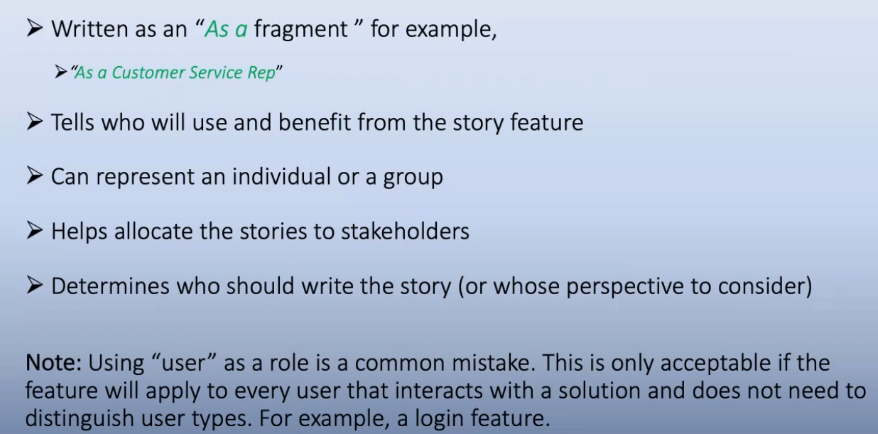 ➢ Written as an “As a fragment ” for example,
➢“As a Customer Service Rep”
➢ Tells who will use and benefit from the story feature
➢ Can represent an individual or a group
➢ Helps allocate the stories to stakeholders
➢ Determines who should write the story (or whose perspective to consider)
Note: Using “user” as a role is a common mistake. This is only acceptable if the
feature will apply to every user that interacts with a solution and does not need to
distinguish user types. For example, a login feature.